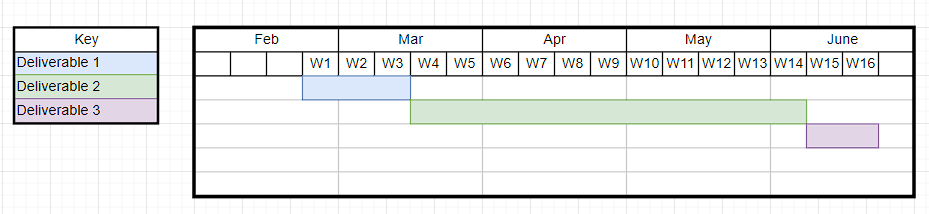 Key
Deliverable 1
Deliverable 2
Deliverable 3
Feb Mar Apr May June
W1 W2 W3 W4 W5 W6 W7 W8 W9 W10 W11 W12 W13 W14 W15 W16